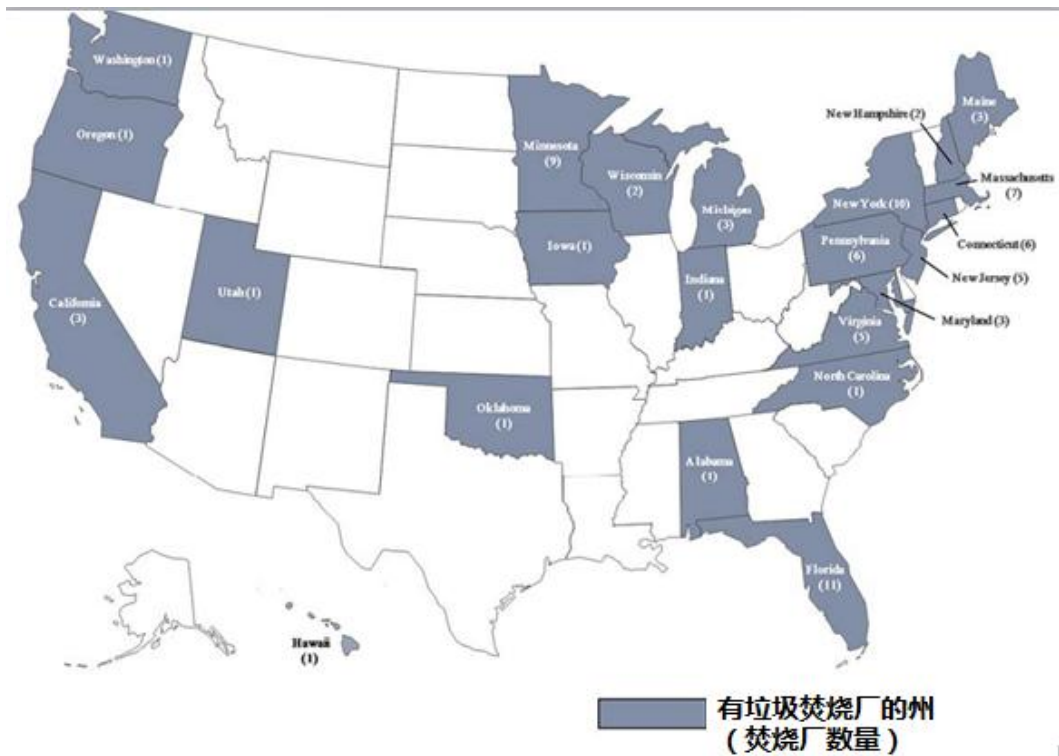 Washington (1)
Oregon (1)
California
(3)
Utah (1)
Minnesota
(9)
Wisconsin
(2)
Iowa (1)
Michigan
(3)
Indiana
(1)
Oklahoma
(1)
Alabama
(1)
Florida
(11)
North Carolina
(1)
Virginia
(5)
Maryland (3)
New Jersey (5)
Connecticut (6)
Pennsylvania
(6)
New York (10)
Massachusetts
(7)
New Hampshire (2)
Maine
(3)
Hawaii
(1)
有垃圾焚烧厂的州
（焚烧厂数量）